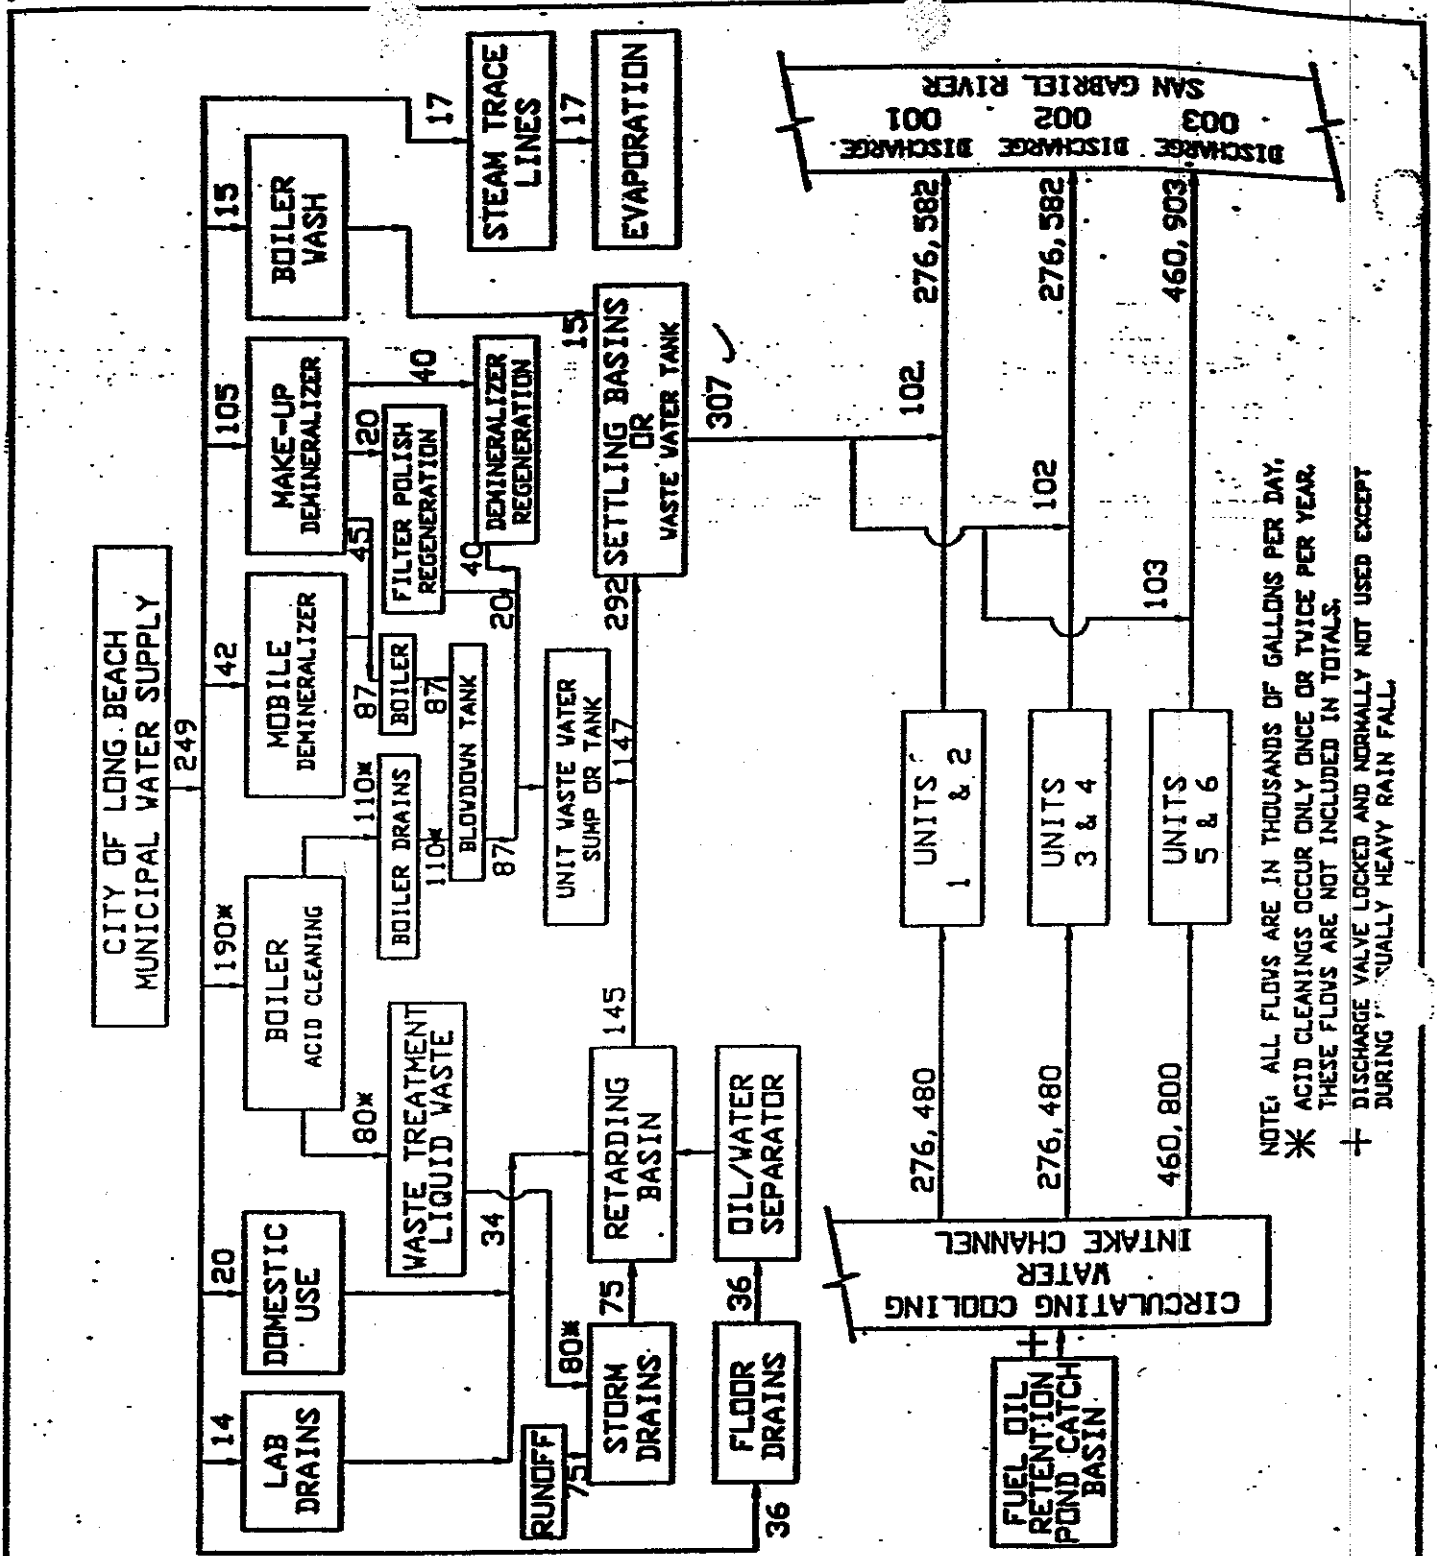 CITY OF LONG BEACH
MUNICIPAL WATER SUPPLY
249
14
20
190*
42
105
15
17
LAB
DRAINS
DOMESTIC
USE
BOILER
ACID CLEANING
MOBILE
DEMINERALIZER
MAKE-UP
DEMINERALIZER
BOILER
WASH
STEAM TRACE
LINES
17
EVAPORATION
80*
110*
87
45
20
40
WASTE TREATMENT
LIQUID WASTE
BOILER DRAINS
BOILER
FILTER POLISH
REGENERATION
DEMINERALIZER
REGENERATION
34
110*
87
BLOWDOWN TANK
87
20
40
RUNOFF
75
80*
UNIT WASTE WATER
SUMP OR TANK
147
STORM
DRAINS
75
RETARDING
BASIN
145
292
15
SETTLING BASINS
OR
WASTE WATER TANK
307
36
FLOOR
DRAINS
36
OIL/WATER
SEPARATOR
FUEL OIL
RETENTION
POND CATCH
BASIN
CIRCULATING COOLING
WATER
INTAKE CHANNEL
276,480
UNITS
1 & 2
102
276,582
276,480
UNITS
3 & 4
102
276,582
460,800
UNITS
5 & 6
103
460,903
DISCHARGE
001
DISCHARGE
002
DISCHARGE
003
SAN GABRIEL RIVER
NOTE: ALL FLOWS ARE IN THOUSANDS OF GALLONS PER DAY.
* ACID CLEANINGS OCCUR ONLY ONCE OR TWICE PER YEAR.
THESE FLOWS ARE NOT INCLUDED IN TOTALS.
+ DISCHARGE VALVE LOCKED AND NORMALLY NOT USED EXCEPT
DURING UALLY HEAVY RAIN FALL.